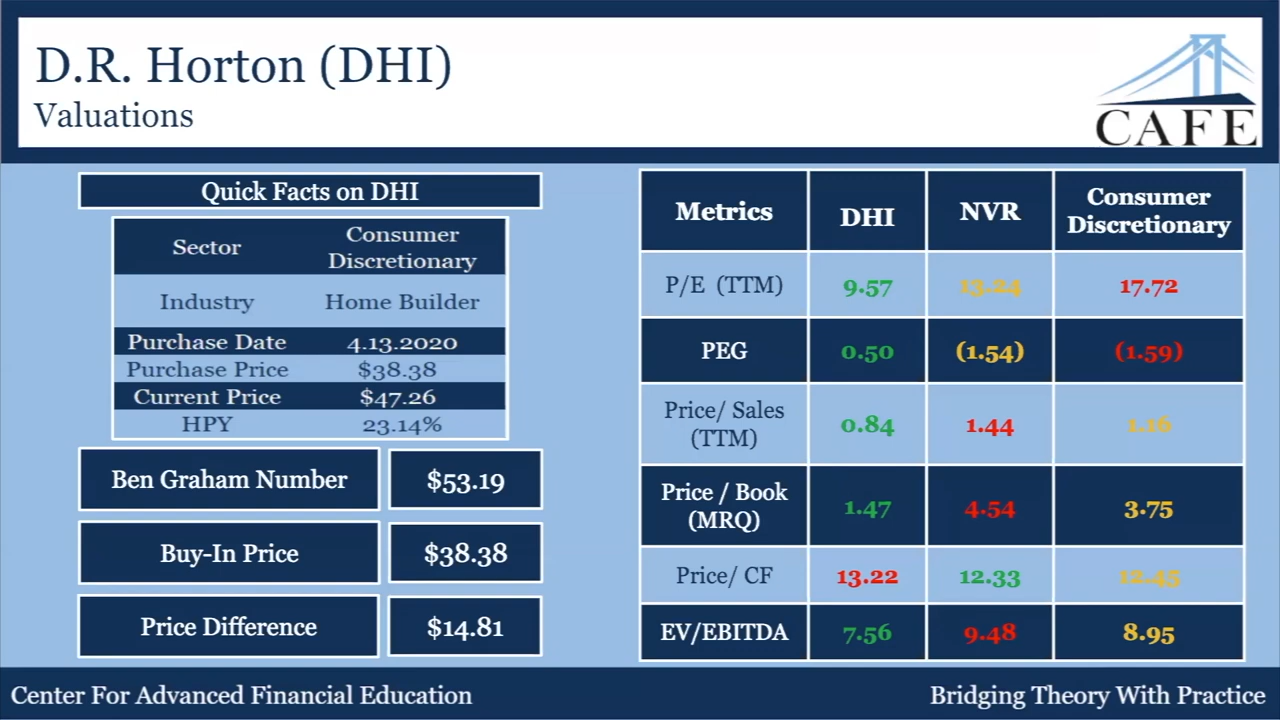 D.R. Horton (DHI)
Valuations
CAFE
Quick Facts on DHI
Sector
Consumer
Discretionary
Industry
Home Builder
Purchase Date
4.13.2020
Purchase Price
$38.38
Current Price
$47.26
HPY
23.14%
Ben Graham Number
$53.19
Buy-In Price
$38.38
Price Difference
$14.81
Metrics
DHI
NVR
Consumer
Discretionary
P/E (TTM)
9.57
13.24
17.72
PEG
0.50
(1.54)
(1.59)
Price/ Sales
(TTM)
0.84
1.44
1.16
Price / Book
(MRQ)
1.47
4.54
3.75
Price/ CF
13.22
12.33
12.45
EV/EBITDA
7.56
9.48
8.95
Center For Advanced Financial Education
Bridging Theory With Practice